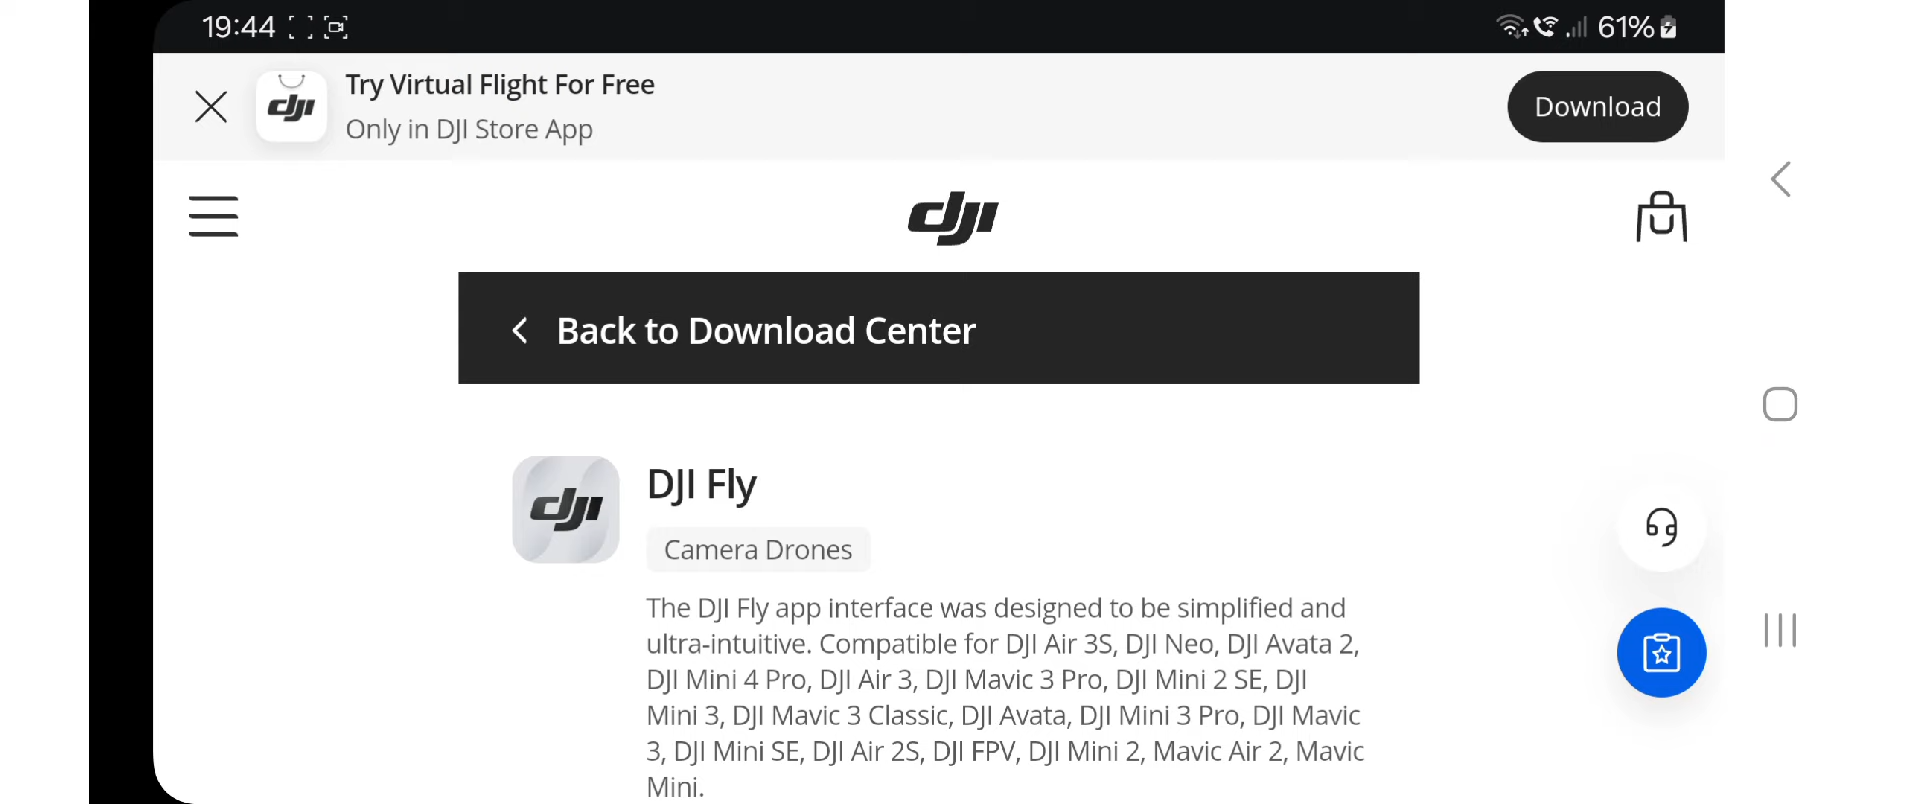 19:44
61%
Try Virtual Flight For Free
Only in DJI Store App
Download
dji
dji
Back to Download Center
dji
DJI Fly
Camera Drones
The DJI Fly app interface was designed to be simplified and
ultra-intuitive. Compatible for DJI Air 3S, DJI Neo, DJI Avata 2,
DJI Mini 4 Pro, DJI Air 3, DJI Mavic 3 Pro, DJI Mini 2 SE, DJI
Mini 3, DJI Mavic 3 Classic, DJI Avata, DJI Mini 3 Pro, DJI Mavic
3, DJI Mini SE, DJI Air 2S, DJI FPV, DJI Mini 2, Mavic Air 2, Mavic
Mini.